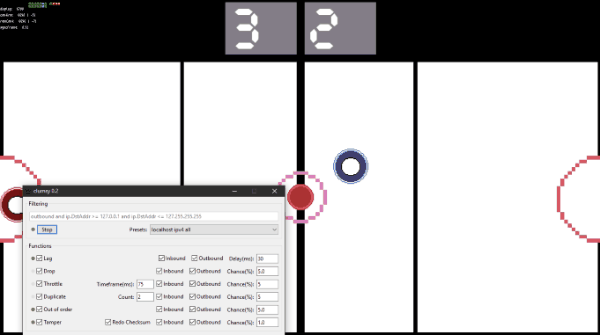 3 2
clumsy 0.2
Filtering
outbound and ip.DstAddr >= 127.0.0.1 and ip.DstAddr <= 127.255.255.255
Stop Presets: localhost ipv4 all
Functions
Lag Inbound Outbound Delay(ms): 30
Drop Inbound Outbound Chance(%): 5.0
Throttle Timeframe(ms): 75 Inbound Outbound Chance(%): 5
Duplicate Count: 2 Inbound Outbound Chance(%): 5
Out of order Inbound Outbound Chance(%): 5.0
Tamper Redo Checksum Inbound Outbound Chance(%): 1.0